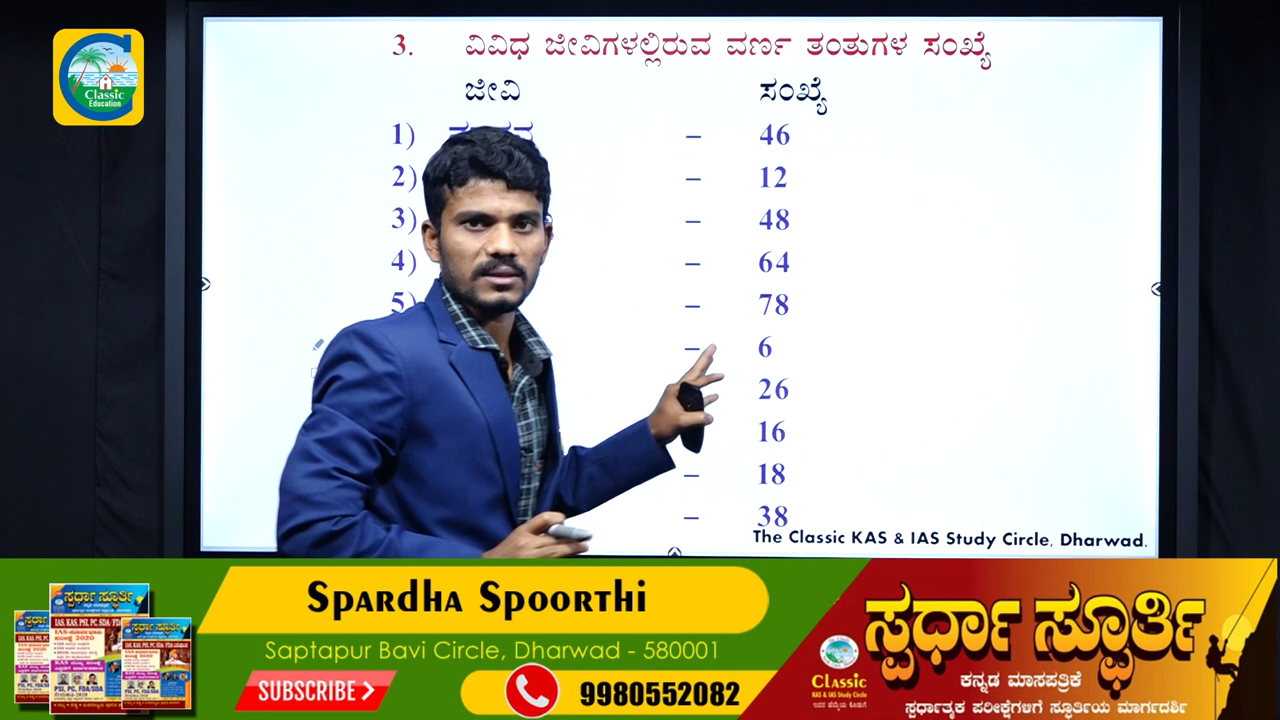 Classic
Education
3. ವಿವಿಧ ಜೀವಿಗಳಲ್ಲಿರುವ ವರ್ಣ ತಂತುಗಳ ಸಂಖ್ಯೆ
ಜೀವಿ ಸಂಖ್ಯೆ
1) – 46
2) – 12
3) – 48
4) – 64
5) – 78
– 6
26
16
– 18
– 38
The Classic KAS & IAS Study Circle, Dharwad.
Spardha Spoorthi
Saptapur Bavi Circle, Dharwad - 580001
SUBSCRIBE
9980552082
ಸ್ಪರ್ಧಾ ಸ್ಫೂರ್ತಿ
ಕನ್ನಡ ಮಾಸಪತ್ರಿಕೆ
ಸ್ಪರ್ಧಾತ್ಮಕ ಪರೀಕ್ಷೆಗಳಿಗೆ ಸ್ಫೂರ್ತಿಯ ಮಾರ್ಗದರ್ಶಿ
Classic
KAS & IAS Study Circle
ಸ್ಪರ್ಧಾ ಸ್ಫೂರ್ತಿ